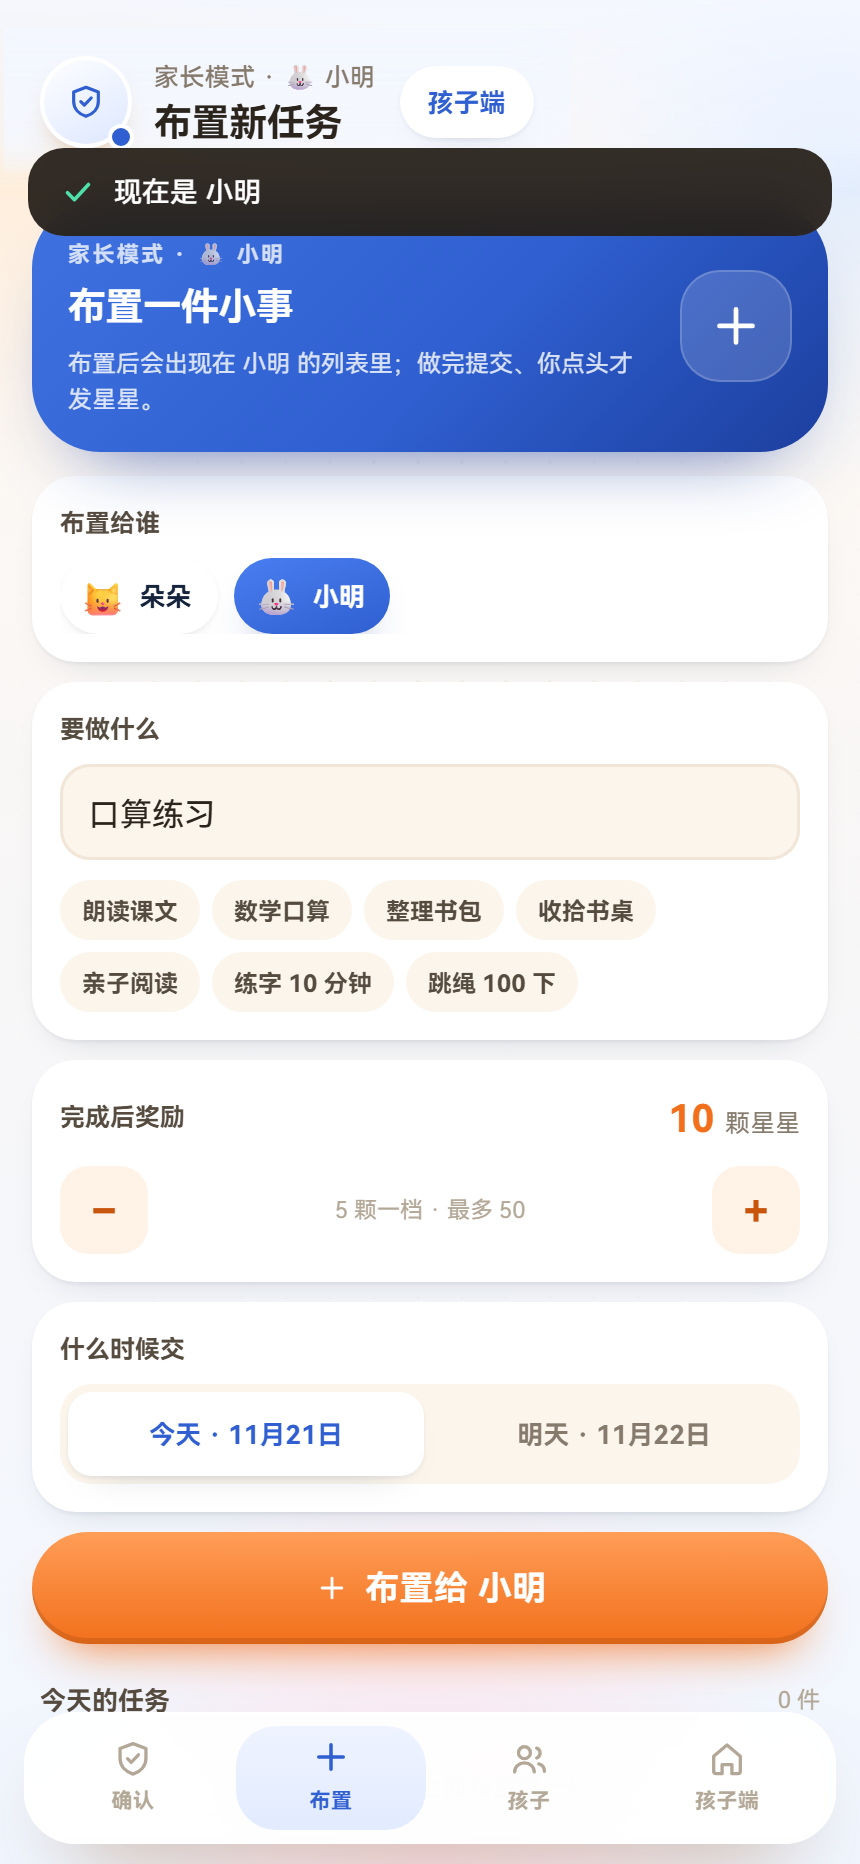 家长模式 · 小明
布置新任务
孩子端
现在是 小明
家长模式 · 小明
布置一件小事
布置后会出现在 小明 的列表里；做完提交、你点头才
发星星。
布置给谁
朵朵
小明
要做什么
口算练习
朗读课文
数学口算
整理书包
收拾书桌
亲子阅读
练字 10 分钟
跳绳 100 下
完成后奖励
10 颗星星
− 5 颗一档 · 最多 50 +
什么时候交
今天 · 11月21日
明天 · 11月22日
+ 布置给 小明
今天的任务
0 件
确认
布置
孩子
孩子端